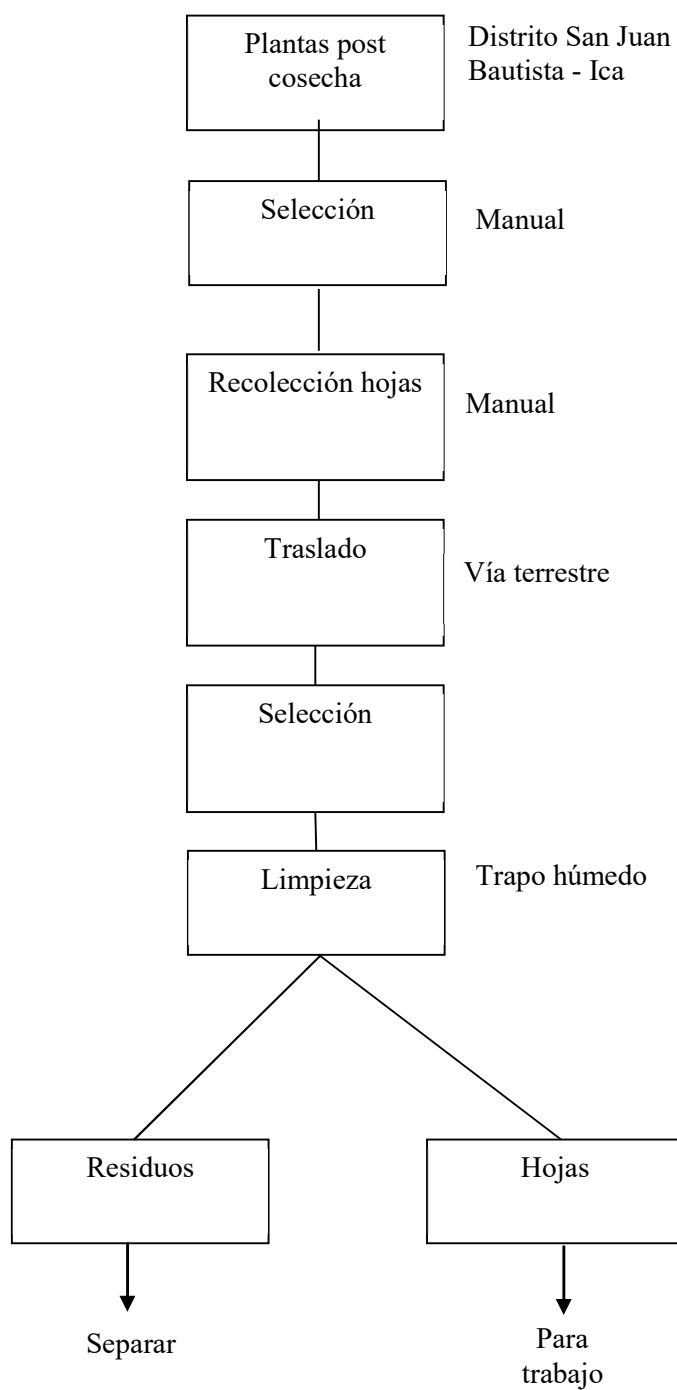 Plantas post
cosecha
Distrito San Juan
Bautista - Ica
Selección
Manual
Recolección hojas
Manual
Traslado
Vía terrestre
Selección
Limpieza
Trapo húmedo
Residuos
Hojas
Separar
Para
trabajo